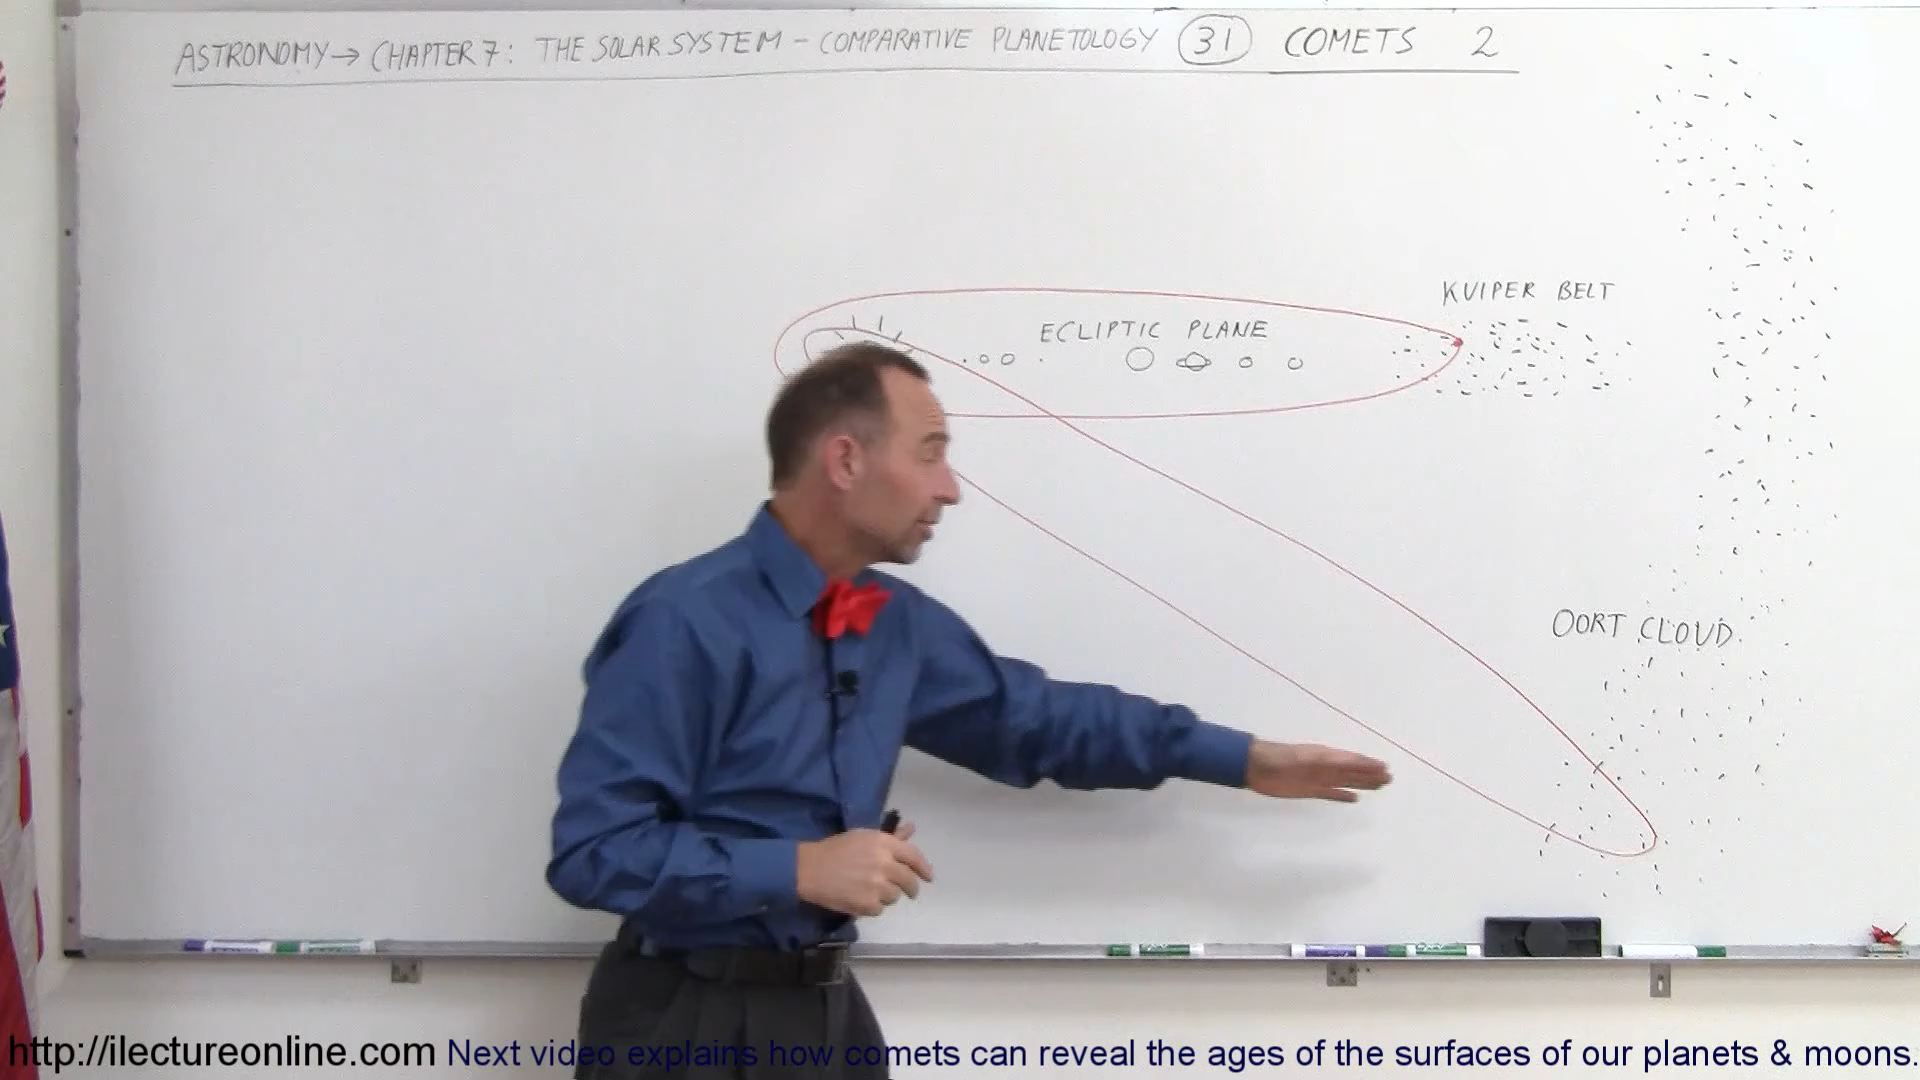 ASTRONOMY → CHAPTER 7: THE SOLAR SYSTEM – COMPARATIVE PLANETOLOGY 31 COMETS 2
KUIPER BELT
ECLIPTIC PLANE
OORT CLOUD
http://ilectureonline.com Next video explains how comets can reveal the ages of the surfaces of our planets & moons.